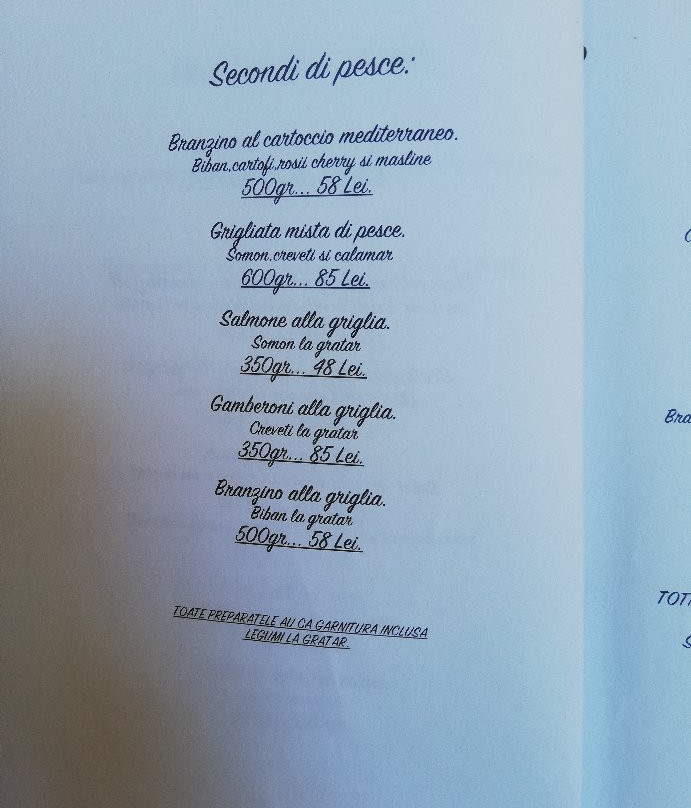 Secondi di pesce:
Branzino al cartoccio mediterraneo.
Biban,cartofi,rosii cherry si masline
500gr... 58 Lei.
Grigliata mista di pesce.
Somon,creveti si calamar
600gr... 85 Lei.
Salmone alla griglia.
Somon la gratar
350gr... 48 Lei.
Gamberoni alla griglia.
Creveti la gratar
350gr... 85 Lei.
Branzino alla griglia.
Biban la gratar
500gr... 58 Lei.
TOATE PREPARATELE AU CA GARNITURA INCLUSA
LEGUMI LA GRATAR.